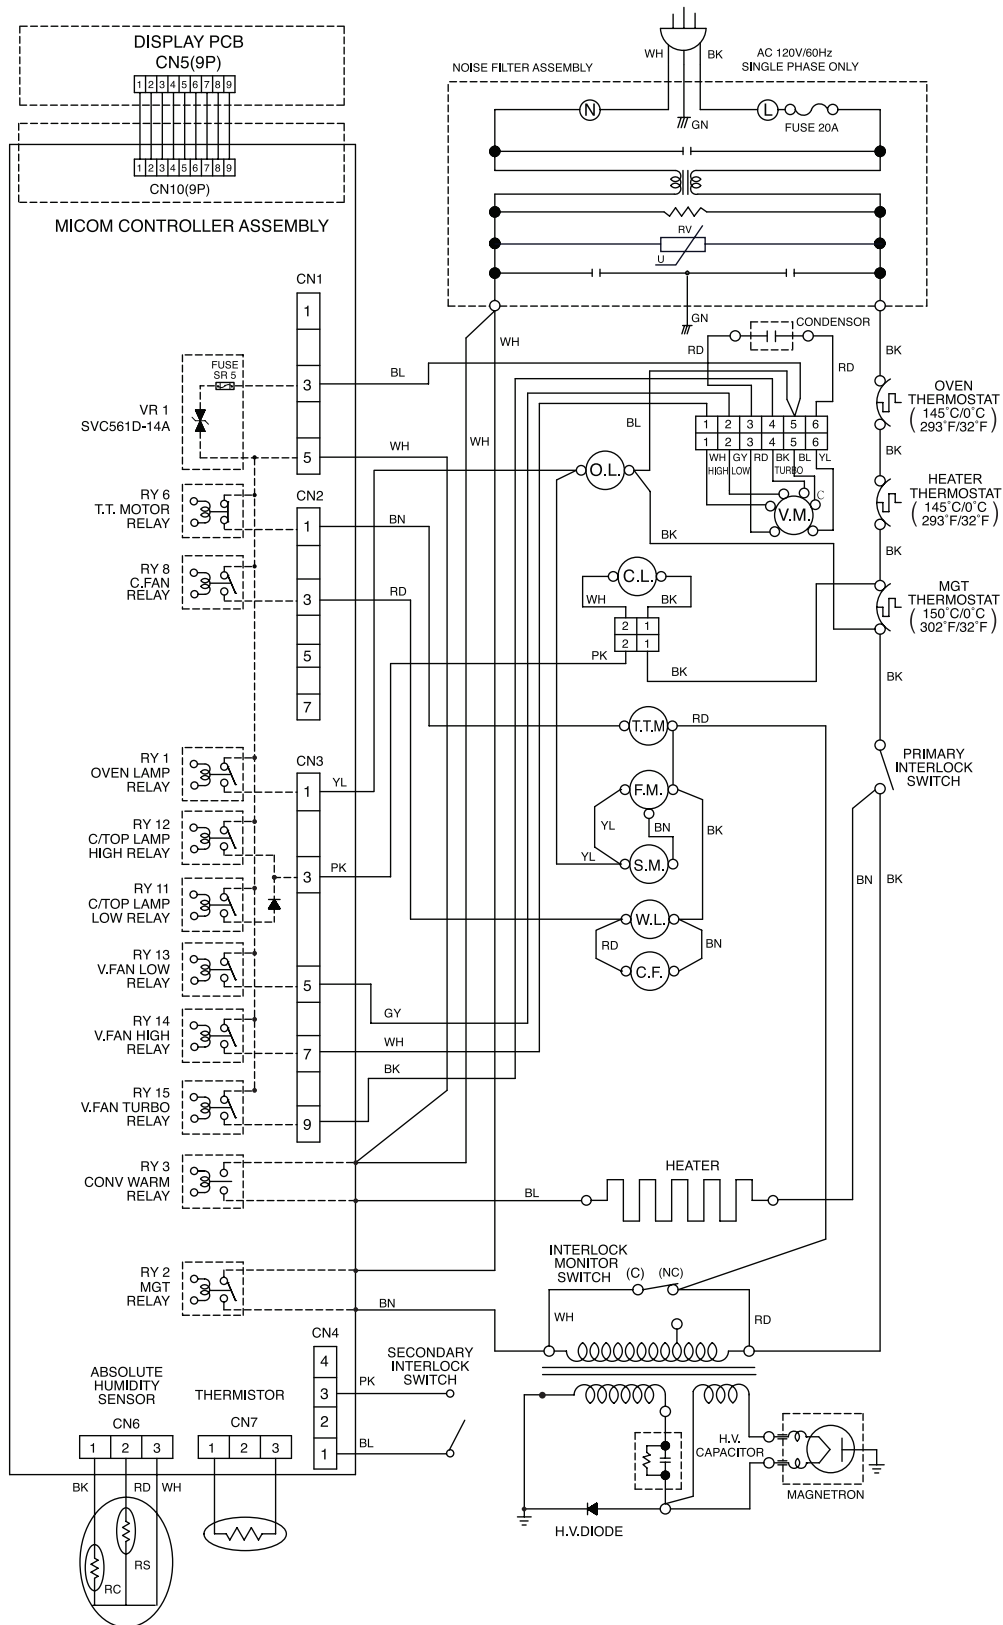 DISPLAY PCB
CN5(9P)
1 2 3 4 5 6 7 8 9
1 2 3 4 5 6 7 8 9
CN10(9P)
MICOM CONTROLLER ASSEMBLY
WH
BK
AC 120V/60Hz
SINGLE PHASE ONLY
NOISE FILTER ASSEMBLY
N
L
GN
FUSE 20A
RV
U
GN
WH
CN1
1
3
5
FUSE
SR 5
VR 1
SVC561D-14A
BL
WH
WH
RY 6
T.T. MOTOR
RELAY
RY 8
C.FAN
RELAY
CN2
1
3
5
7
BN
RD
CONDENSOR
RD
RD
BL
1 2 3 4 5 6
1 2 3 4 5 6
WH GY RD BK BL YL
HIGH LOW TURBO
C
O.L.
V.M.
BK
BK
OVEN
THERMOSTAT
( 145°C/0°C )
293°F/32°F
BK
HEATER
THERMOSTAT
( 145°C/0°C )
293°F/32°F
BK
MGT
THERMOSTAT
( 150°C/0°C )
302°F/32°F
BK
C.L.
WH
BK
2 1
2 1
PK
BK
PRIMARY
INTERLOCK
SWITCH
BN
BK
RY 1
OVEN LAMP
RELAY
RY 12
C/TOP LAMP
HIGH RELAY
RY 11
C/TOP LAMP
LOW RELAY
RY 13
V.FAN LOW
RELAY
RY 14
V.FAN HIGH
RELAY
RY 15
V.FAN TURBO
RELAY
RY 3
CONV WARM
RELAY
RY 2
MGT
RELAY
CN3
1
3
5
7
9
YL
PK
GY
WH
BK
T.T.M
RD
F.M.
YL
BN
BK
YL
S.M.
W.L.
RD
BN
C.F.
HEATER
BL
BN
INTERLOCK
MONITOR
SWITCH
(C)
(NC)
WH
RD
CN4
4
3
2
1
PK
BL
SECONDARY
INTERLOCK
SWITCH
ABSOLUTE
HUMIDITY
SENSOR
CN6
1 2 3
THERMISTOR
CN7
1 2 3
BK
RD
WH
RS
RC
H.V.
CAPACITOR
H.V.DIODE
MAGNETRON